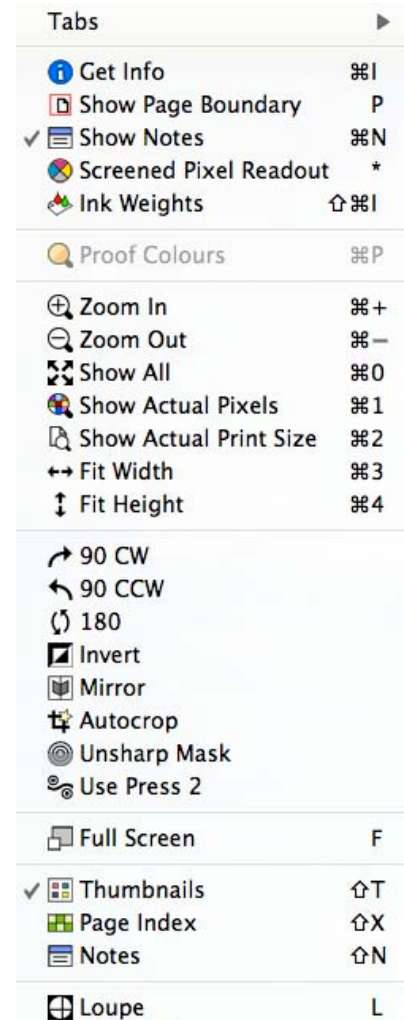 Tabs
Get Info ⌘I
Show Page Boundary P
Show Notes ⌘N
Screened Pixel Readout *
Ink Weights ⇧⌘I
Proof Colours ⌘P
Zoom In ⌘+
Zoom Out ⌘−
Show All ⌘0
Show Actual Pixels ⌘1
Show Actual Print Size ⌘2
Fit Width ⌘3
Fit Height ⌘4
90 CW
90 CCW
180
Invert
Mirror
Autocrop
Unsharp Mask
Use Press 2
Full Screen F
Thumbnails ⇧T
Page Index ⇧X
Notes ⇧N
Loupe L